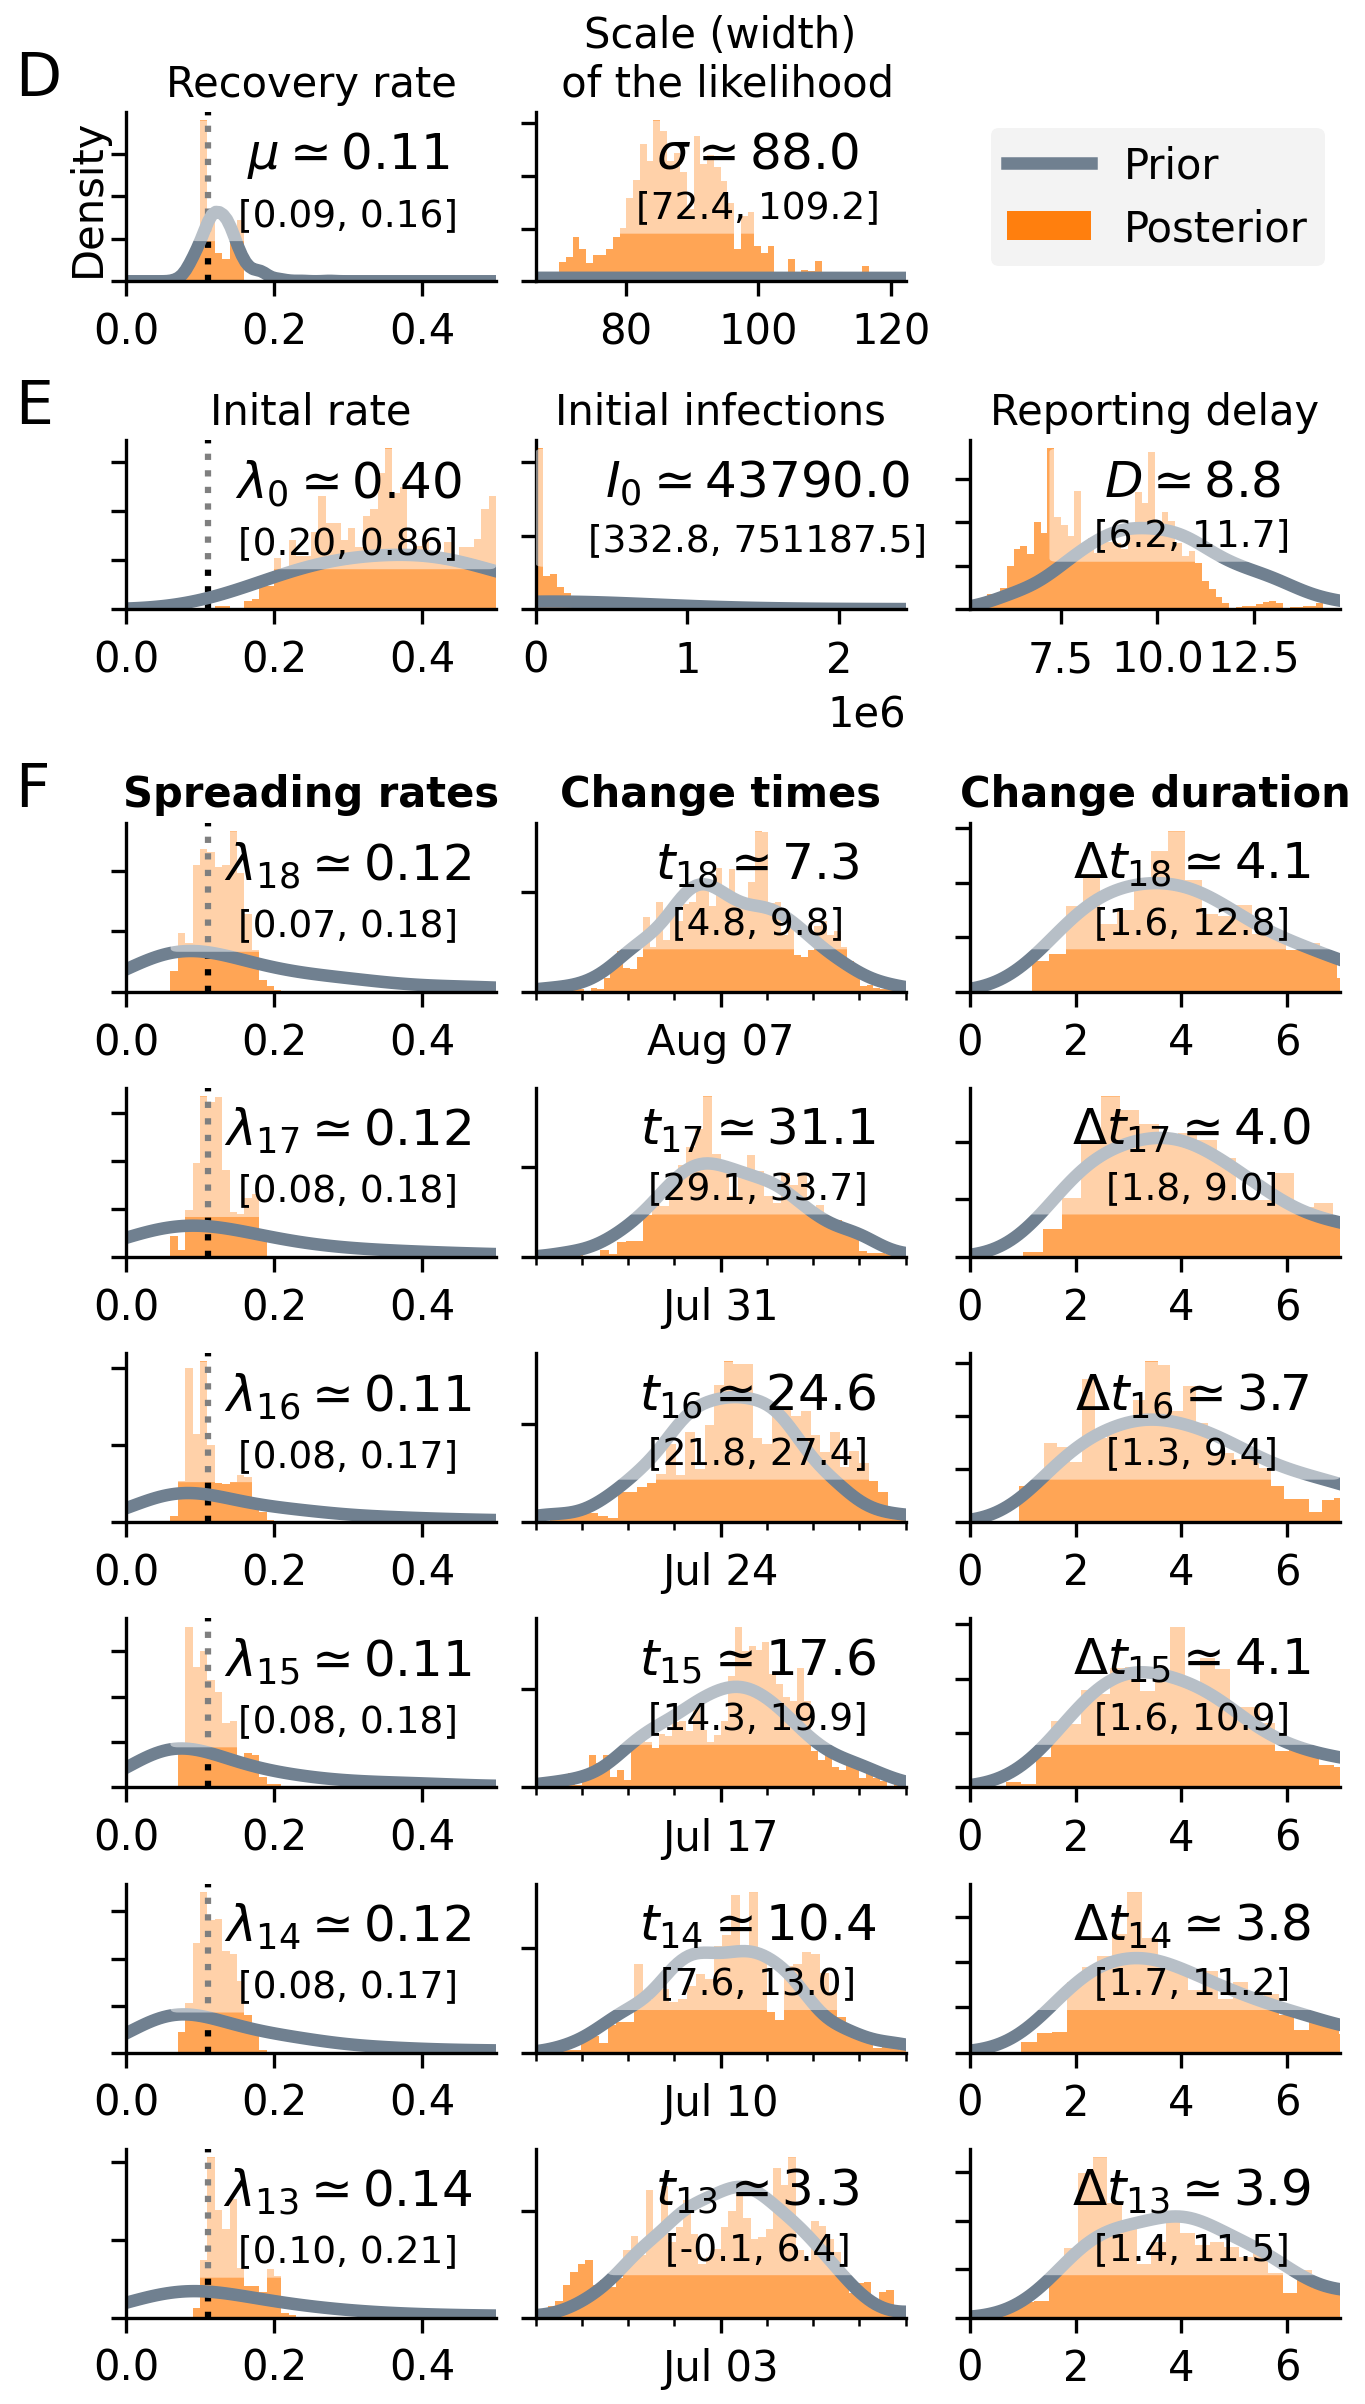 D
Recovery rate
Scale (width)
of the likelihood
Density
μ ≃ 0.11
[0.09, 0.16]
0.0 0.2 0.4
σ ≃ 88.0
[72.4, 109.2]
80 100 120
Prior
Posterior
E
Inital rate
λ0 ≃ 0.40
[0.20, 0.86]
0.0 0.2 0.4
Initial infections
I0 ≃ 43790.0
[332.8, 751187.5]
0 1 2
1e6
Reporting delay
D ≃ 8.8
[6.2, 11.7]
7.5 10.0 12.5
F
Spreading rates
Change times
Change duration
λ18 ≃ 0.12
[0.07, 0.18]
0.0 0.2 0.4
t18 ≃ 7.3
[4.8, 9.8]
Aug 07
Δt18 ≃ 4.1
[1.6, 12.8]
0 2 4 6
λ17 ≃ 0.12
[0.08, 0.18]
0.0 0.2 0.4
t17 ≃ 31.1
[29.1, 33.7]
Jul 31
Δt17 ≃ 4.0
[1.8, 9.0]
0 2 4 6
λ16 ≃ 0.11
[0.08, 0.17]
0.0 0.2 0.4
t16 ≃ 24.6
[21.8, 27.4]
Jul 24
Δt16 ≃ 3.7
[1.3, 9.4]
0 2 4 6
λ15 ≃ 0.11
[0.08, 0.18]
0.0 0.2 0.4
t15 ≃ 17.6
[14.3, 19.9]
Jul 17
Δt15 ≃ 4.1
[1.6, 10.9]
0 2 4 6
λ14 ≃ 0.12
[0.08, 0.17]
0.0 0.2 0.4
t14 ≃ 10.4
[7.6, 13.0]
Jul 10
Δt14 ≃ 3.8
[1.7, 11.2]
0 2 4 6
λ13 ≃ 0.14
[0.10, 0.21]
0.0 0.2 0.4
t13 ≃ 3.3
[-0.1, 6.4]
Jul 03
Δt13 ≃ 3.9
[1.4, 11.5]
0 2 4 6